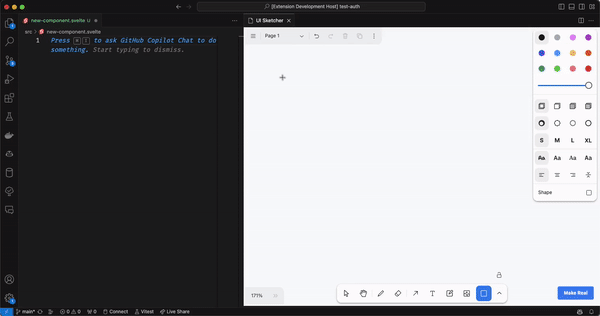 [Extension Development Host] test-auth
new-component.svelte U
UI Sketcher
src > new-component.svelte
1 Press ⌘ I to ask GitHub Copilot Chat to do
something. Start typing to dismiss.
Page 1
S M L XL
Aa Aa Aa Aa
Shape
171%
Make Real
main* 0 0 0 Connect Vitest Live Share